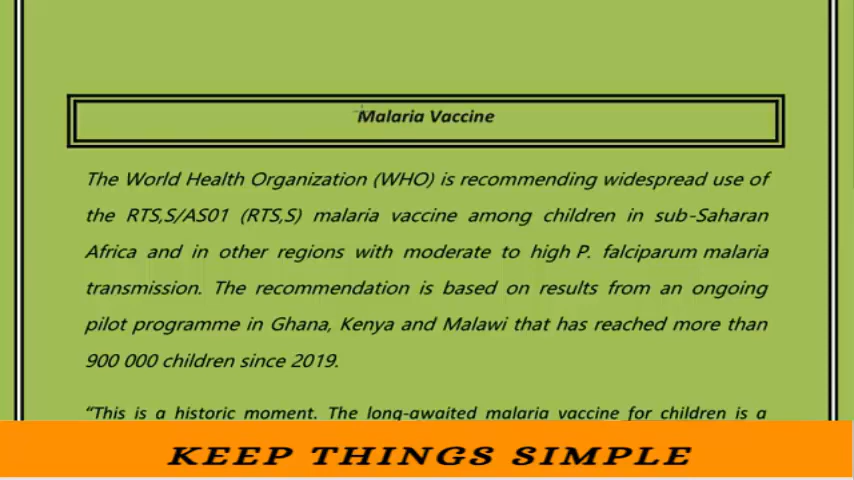 Malaria Vaccine
The World Health Organization (WHO) is recommending widespread use of
the RTS,S/AS01 (RTS,S) malaria vaccine among children in sub-Saharan
Africa and in other regions with moderate to high P. falciparum malaria
transmission. The recommendation is based on results from an ongoing
pilot programme in Ghana, Kenya and Malawi that has reached more than
900 000 children since 2019.
“This is a historic moment. The long-awaited malaria vaccine for children is a
KEEP THINGS SIMPLE